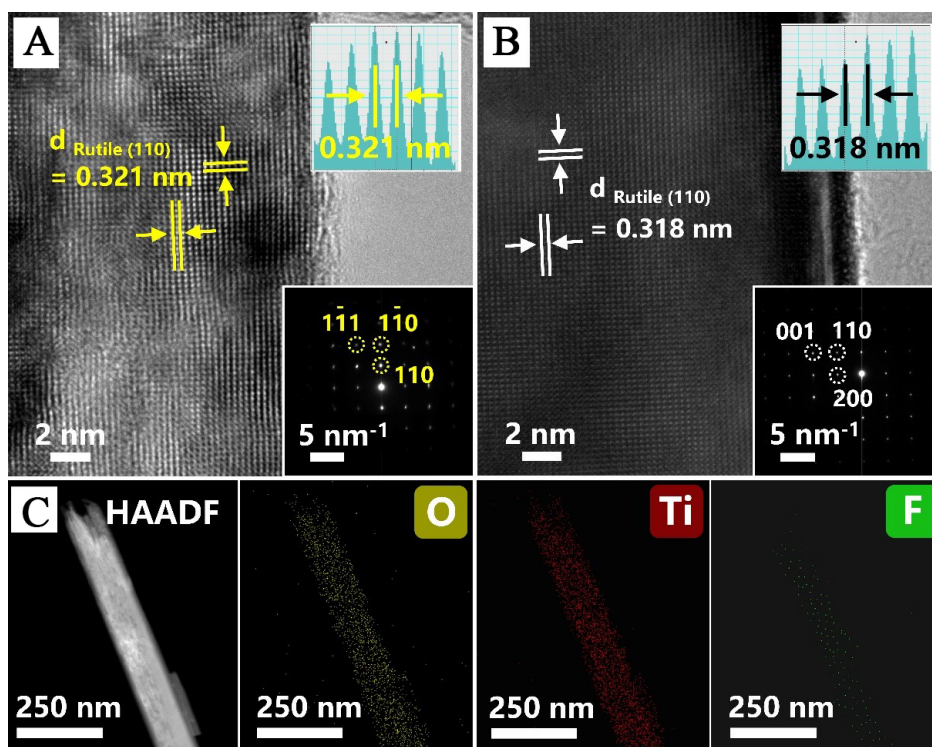 A
0.321 nm
d Rutile (110)
= 0.321 nm
11̄1
11̄0
110
2 nm
5 nm⁻¹
B
0.318 nm
d Rutile (110)
= 0.318 nm
001
110
200
2 nm
5 nm⁻¹
C
HAADF
O
Ti
F
250 nm
250 nm
250 nm
250 nm